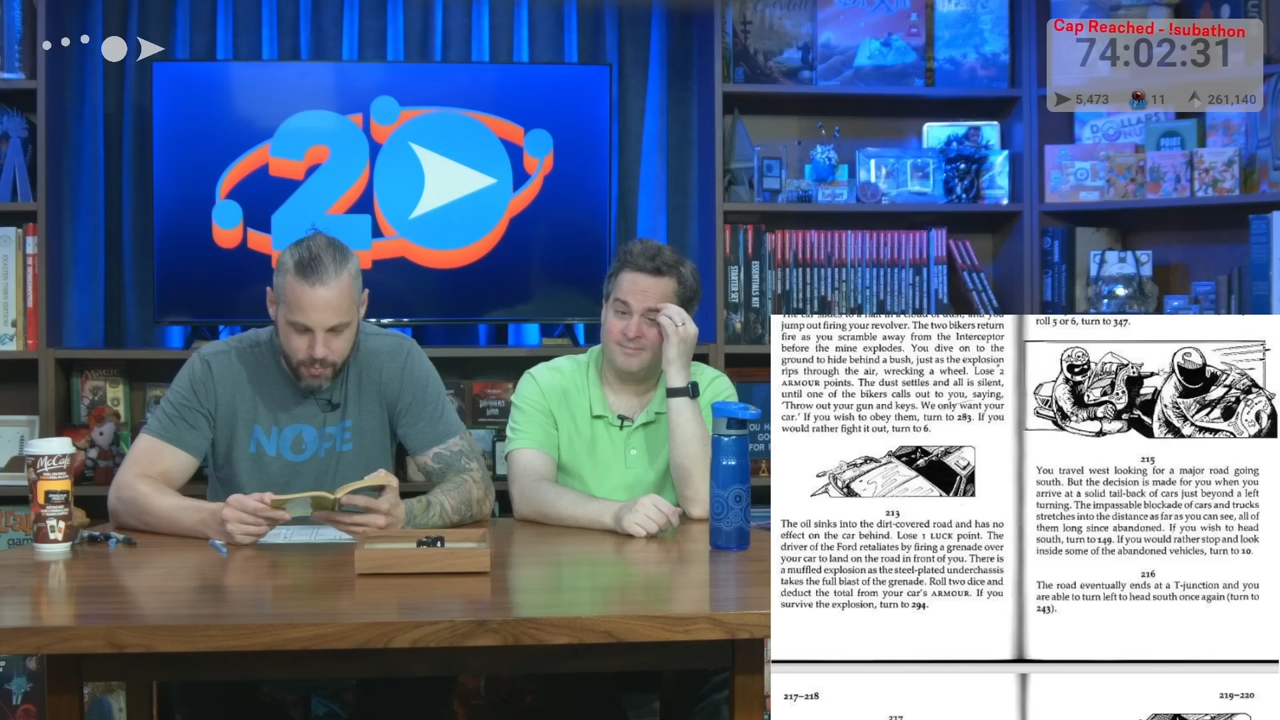 Cap Reached - !subathon
74:02:31
5,473
11
261,140
20
NOPE
McCafé
STARTER SET
ESSENTIALS KIT
DOLLARS
jump out firing your revolver. The two bikers return
fire as you scramble away from the Interceptor
before the mine explodes. You dive on to the
ground to hide behind a bush, just as the explosion
rips through the air, wrecking a wheel. Lose 2
ARMOUR points. The dust settles and all is silent,
until one of the bikers calls out to you, saying,
'Throw out your gun and keys. We only want your
car.' If you wish to obey them, turn to 283. If you
would rather fight it out, turn to 6.
213
The oil sinks into the dirt-covered road and has no
effect on the car behind. Lose 1 LUCK point. The
driver of the Ford retaliates by firing a grenade over
your car to land on the road in front of you. There is
a muffled explosion as the steel-plated underchassis
takes the full blast of the grenade. Roll two dice and
deduct the total from your car's ARMOUR. If you
survive the explosion, turn to 294.
roll 5 or 6, turn to 347.
215
You travel west looking for a major road going
south. But the decision is made for you when you
arrive at a solid tail-back of cars just beyond a left
turning. The impassable blockade of cars and trucks
stretches into the distance as far as you can see, all of
them long since abandoned. If you wish to head
south, turn to 149. If you would rather stop and look
inside some of the abandoned vehicles, turn to 10.
216
The road eventually ends at a T-junction and you
are able to turn left to head south once again (turn to
243).
217–218
219–220
217